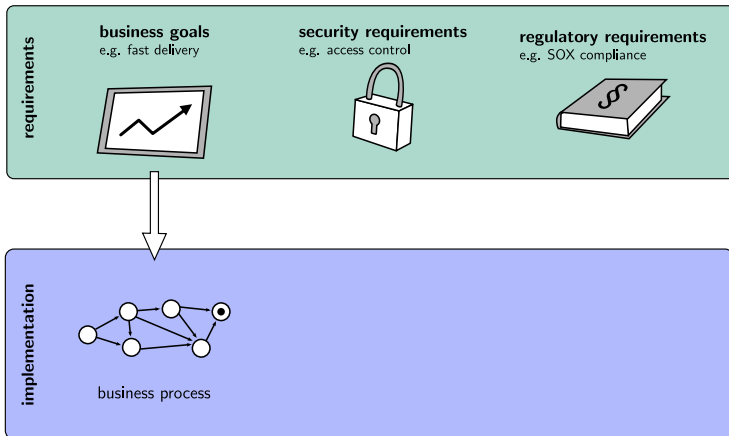 requirements
business goals
e.g. fast delivery
security requirements
e.g. access control
regulatory requirements
e.g. SOX compliance
§
implementation
business process